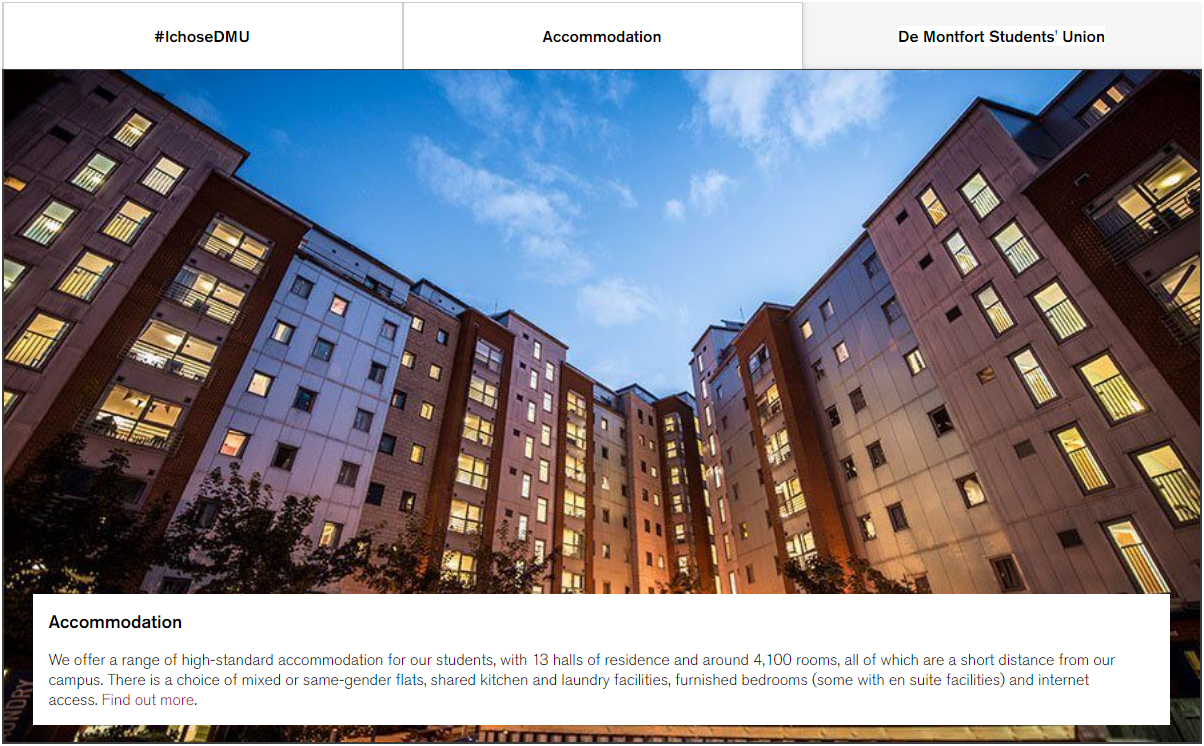 #IchoseDMU
Accommodation
De Montfort Students' Union
Accommodation
We offer a range of high-standard accommodation for our students, with 13 halls of residence and around 4,100 rooms, all of which are a short distance from our
campus. There is a choice of mixed or same-gender flats, shared kitchen and laundry facilities, furnished bedrooms (some with en suite facilities) and internet
access. Find out more.